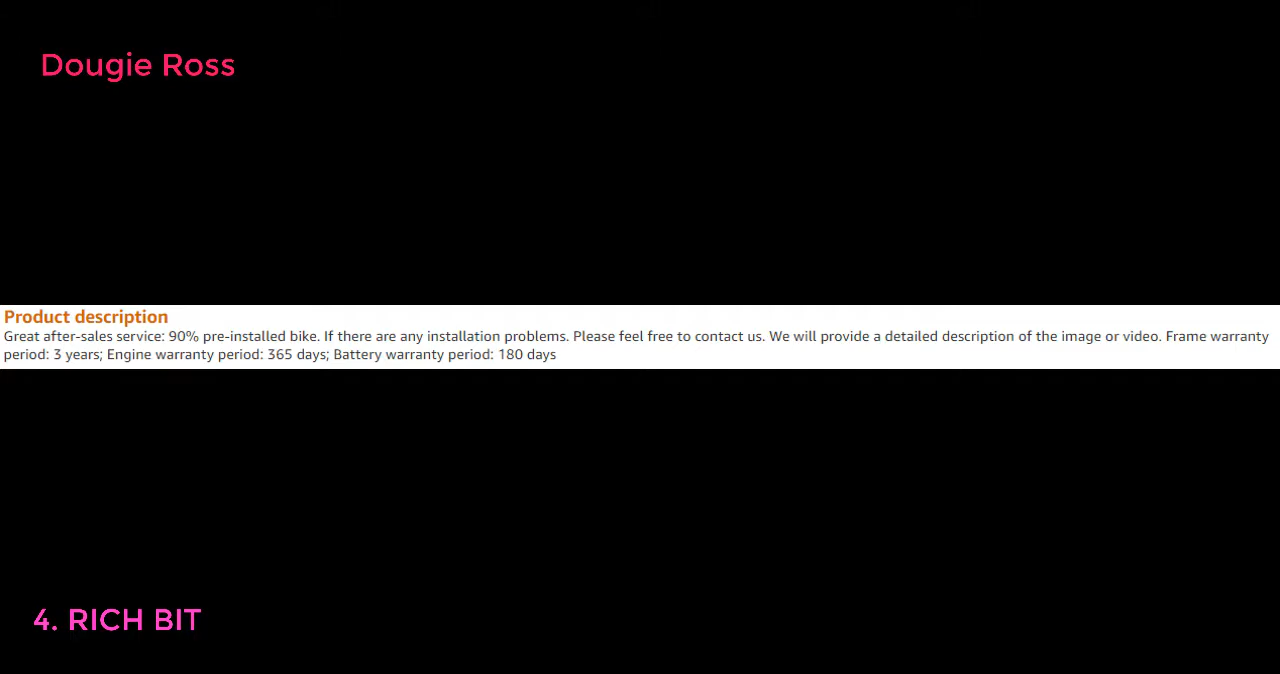 Dougie Ross
Product description
Great after-sales service: 90% pre-installed bike. If there are any installation problems. Please feel free to contact us. We will provide a detailed description of the image or video. Frame warranty
period: 3 years; Engine warranty period: 365 days; Battery warranty period: 180 days
4. RICH BIT